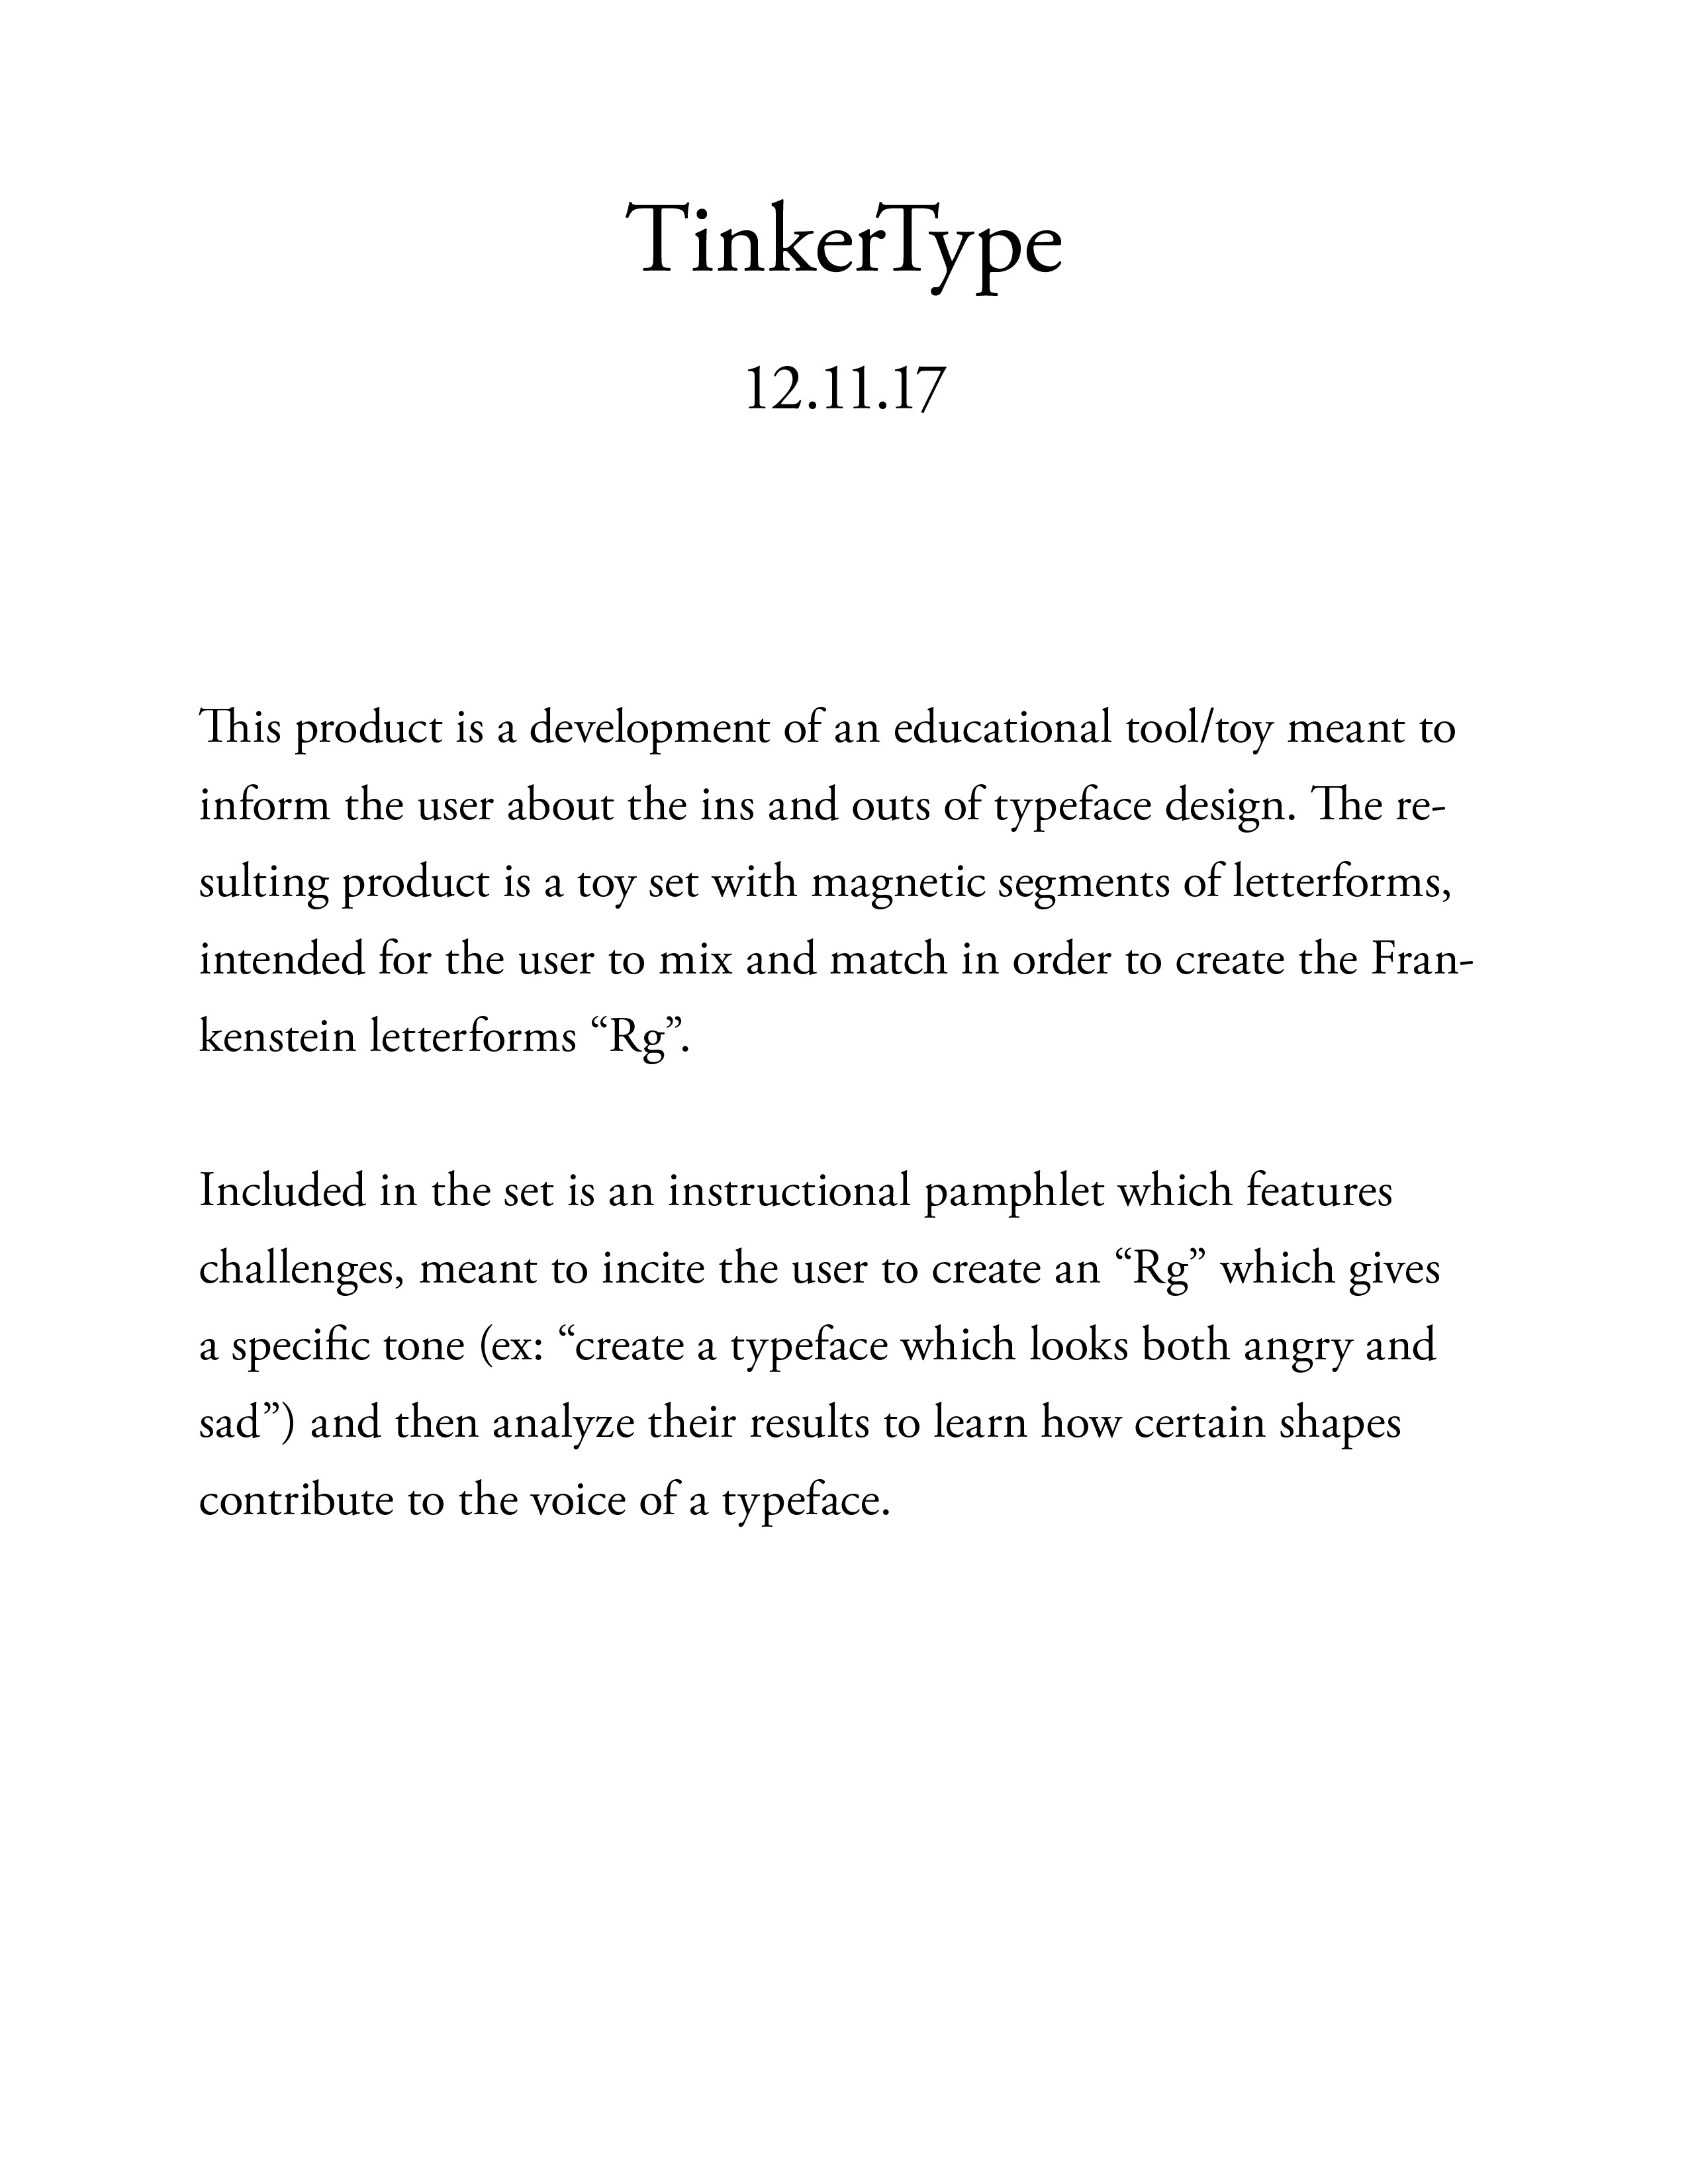 TinkerType
12.11.17
This product is a development of an educational tool/toy meant to
inform the user about the ins and outs of typeface design. The re-
sulting product is a toy set with magnetic segments of letterforms,
intended for the user to mix and match in order to create the Fran-
kenstein letterforms “Rg”.
Included in the set is an instructional pamphlet which features
challenges, meant to incite the user to create an “Rg” which gives
a specific tone (ex: “create a typeface which looks both angry and
sad”) and then analyze their results to learn how certain shapes
contribute to the voice of a typeface.